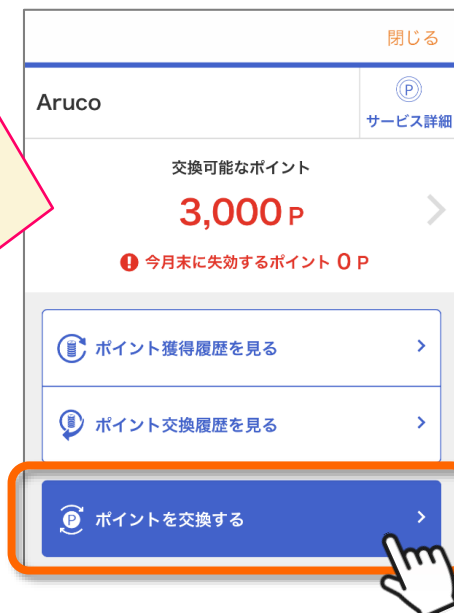 閉じる
Aruco
P
サービス詳細
交換可能なポイント
3,000 P
! 今月末に失効するポイント 0 P
ポイント獲得履歴を見る
ポイント交換履歴を見る
P ポイントを交換する